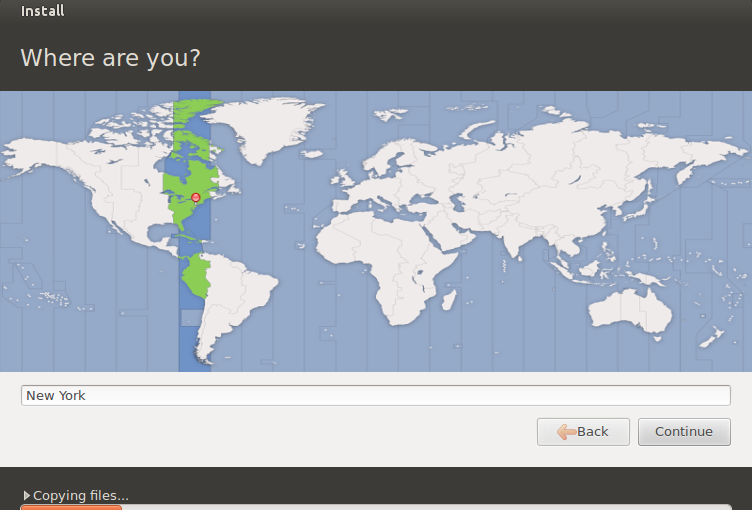 Install
Where are you?
New York
Back
Continue
Copying files...